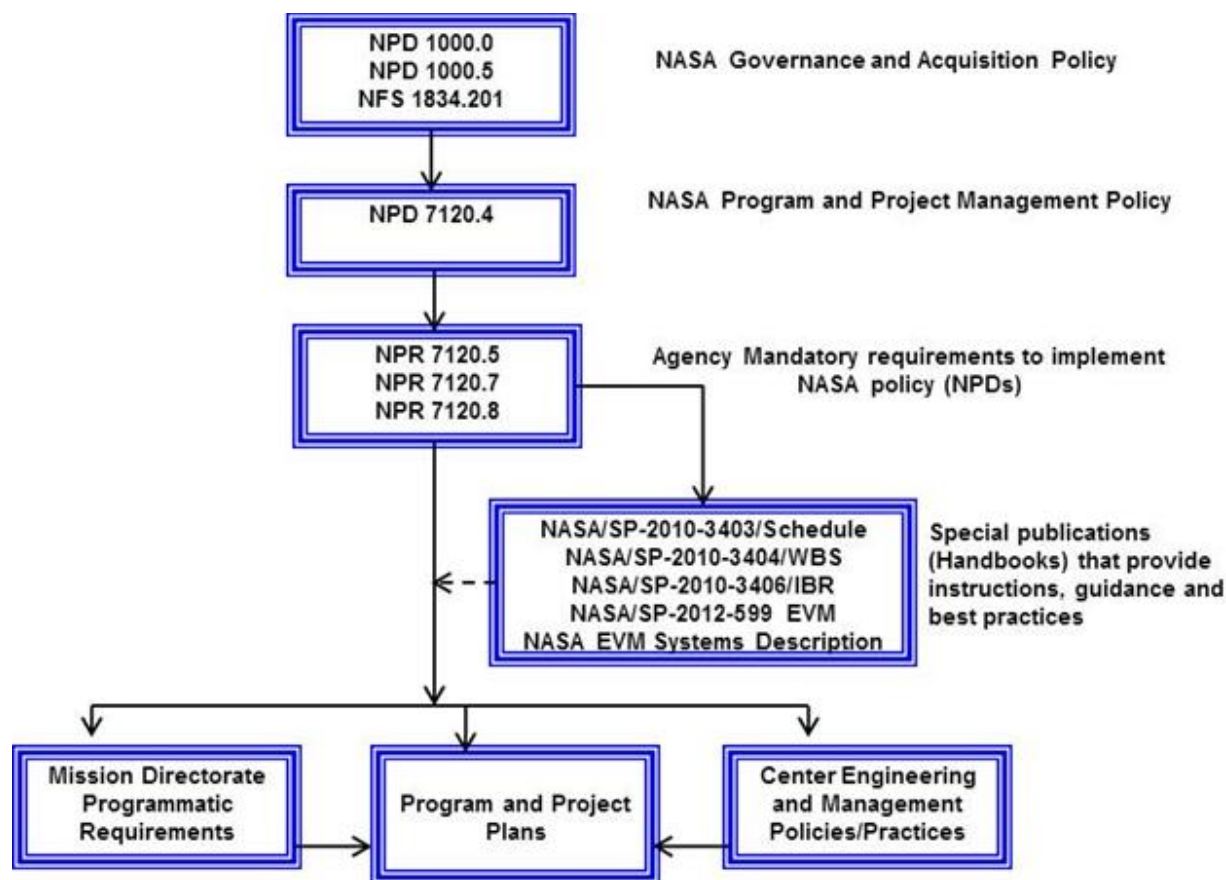 NPD 1000.0
NPD 1000.5
NFS 1834.201
NASA Governance and Acquisition Policy
NPD 7120.4
NASA Program and Project Management Policy
NPR 7120.5
NPR 7120.7
NPR 7120.8
Agency Mandatory requirements to implement
NASA policy (NPDs)
NASA/SP-2010-3403/Schedule
NASA/SP-2010-3404/WBS
NASA/SP-2010-3406/IBR
NASA/SP-2012-599 EVM
NASA EVM Systems Description
Special publications
(Handbooks) that provide
instructions, guidance and
best practices
Mission Directorate
Programmatic
Requirements
Program and Project
Plans
Center Engineering
and Management
Policies/Practices